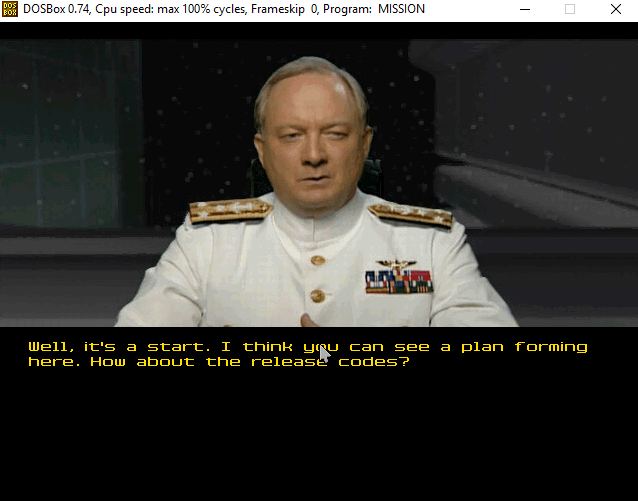 DOS
BOX
DOSBox 0.74, Cpu speed: max 100% cycles, Frameskip  0, Program:  MISSION
Well, it's a start. I think you can see a plan forming
here. How about the release codes?